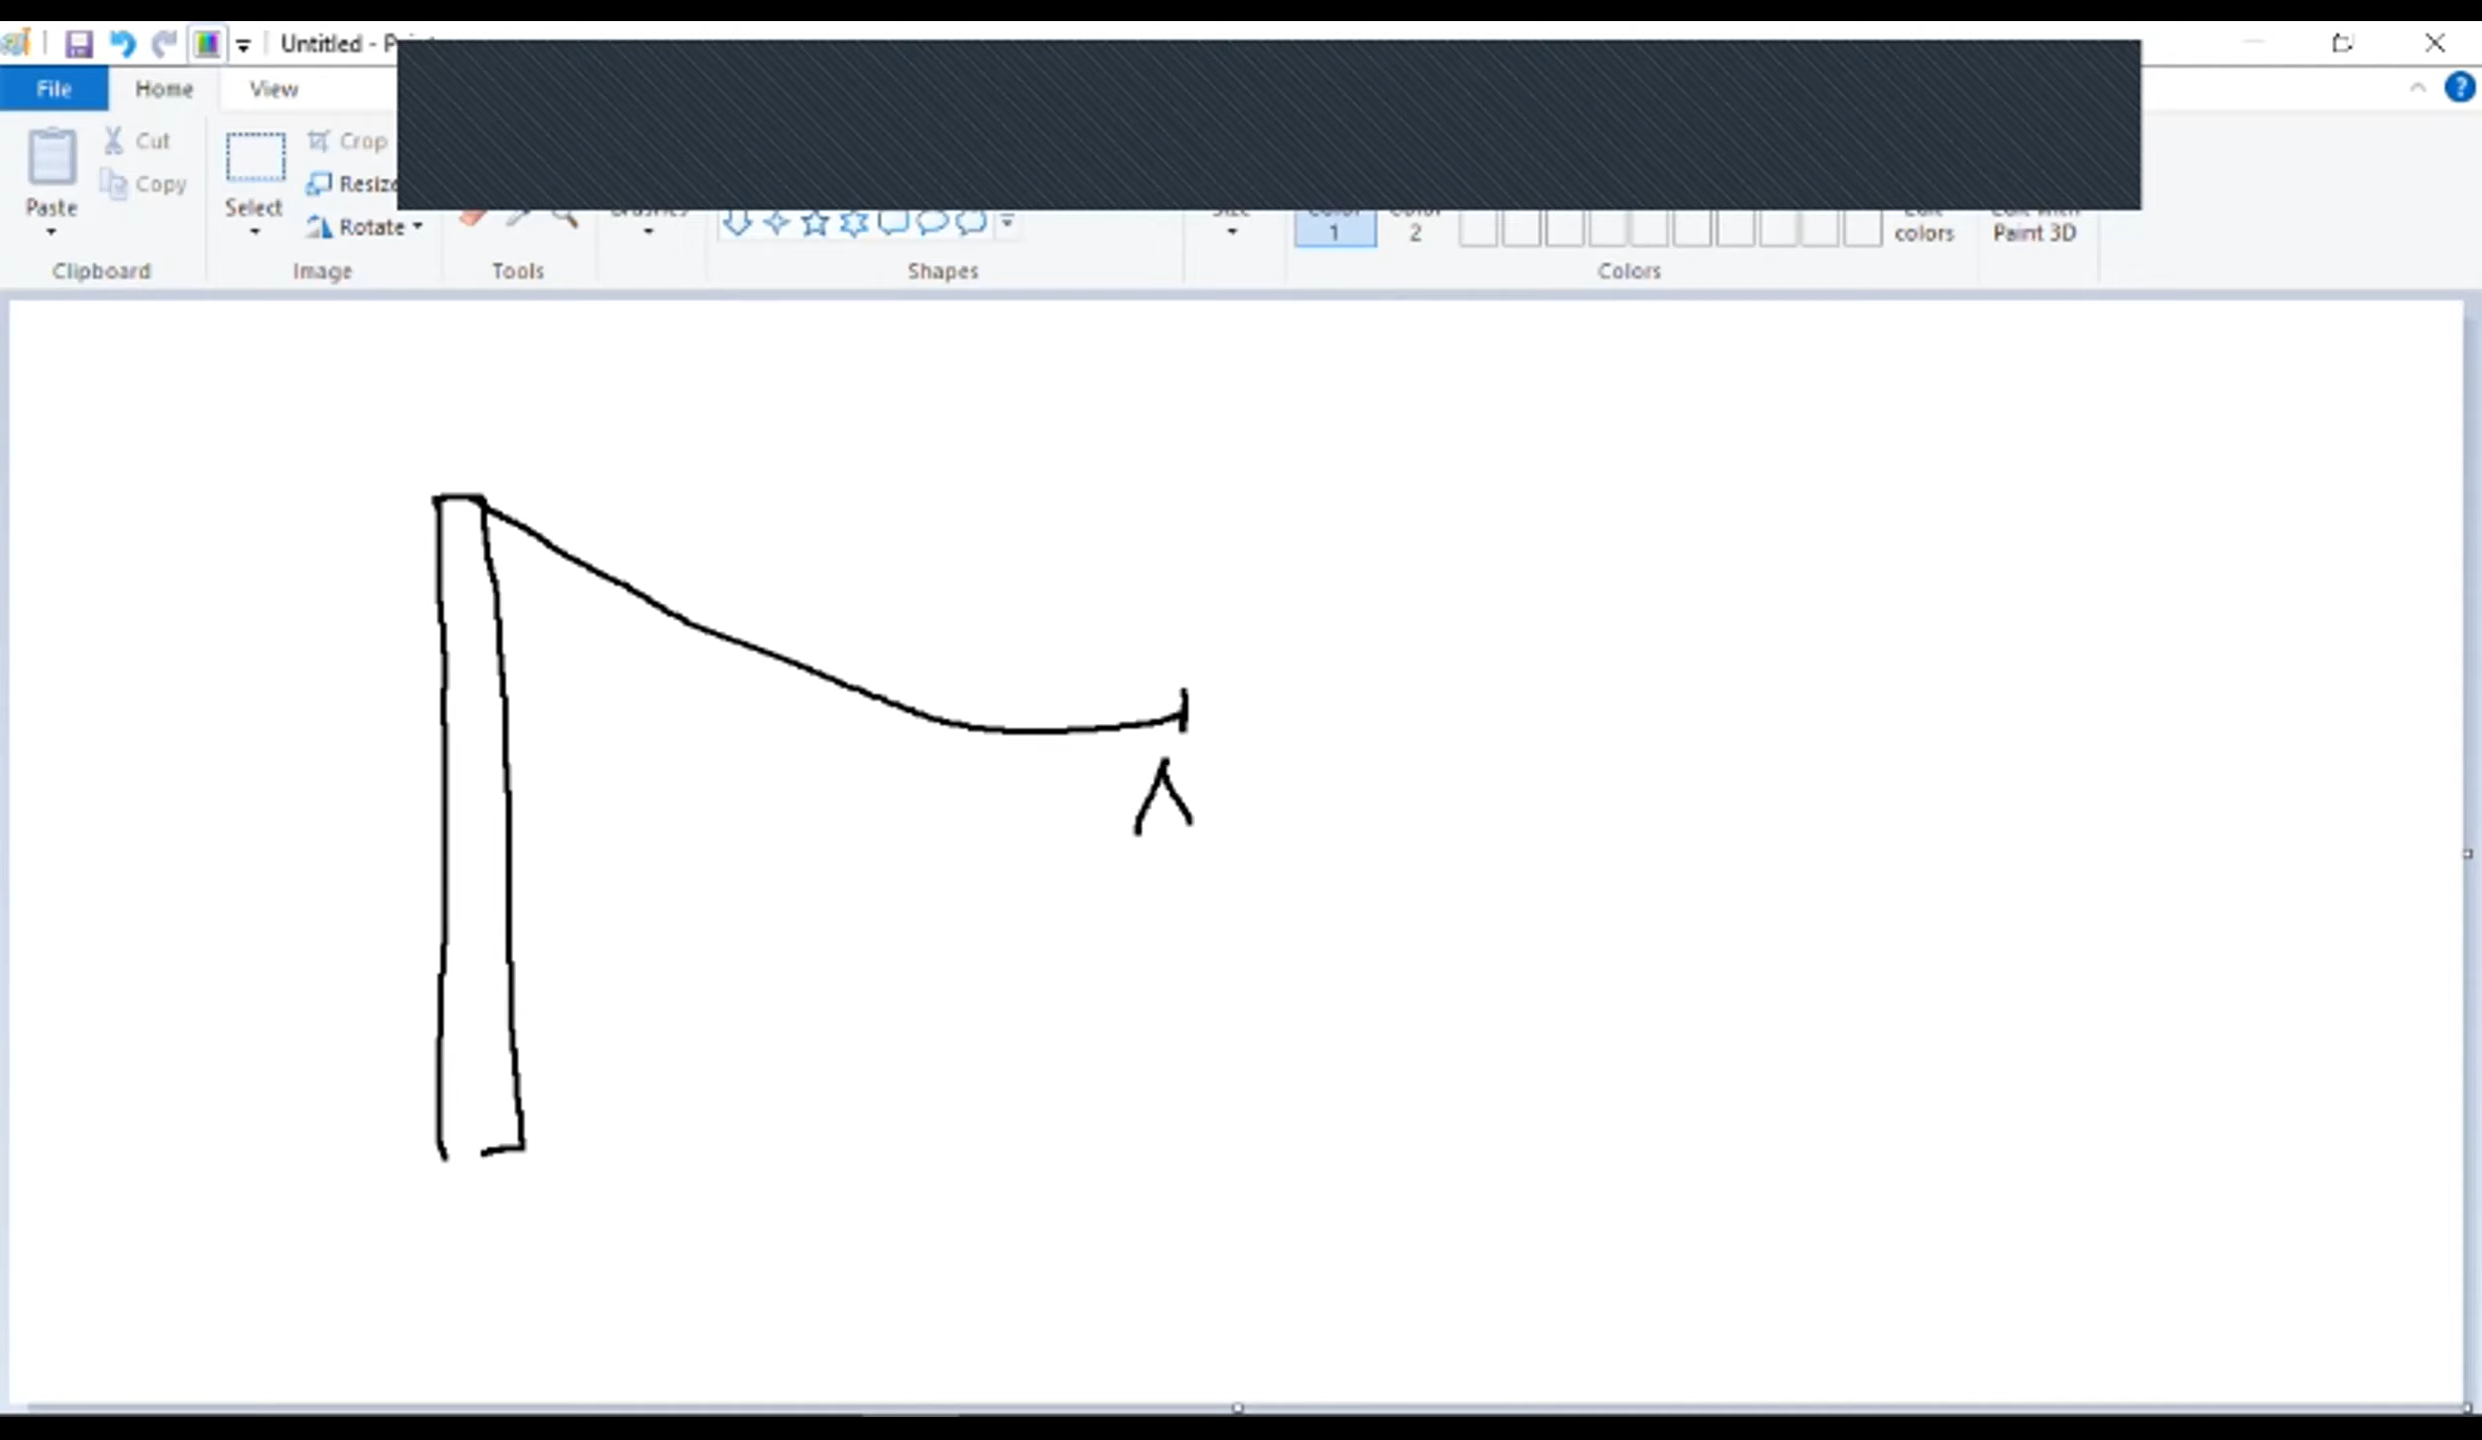 Untitled - P
File Home View
Cut
Crop
Copy
Resize
Paste
Select
Rotate
1
2
colors
Paint 3D
Clipboard
Image
Tools
Shapes
Colors